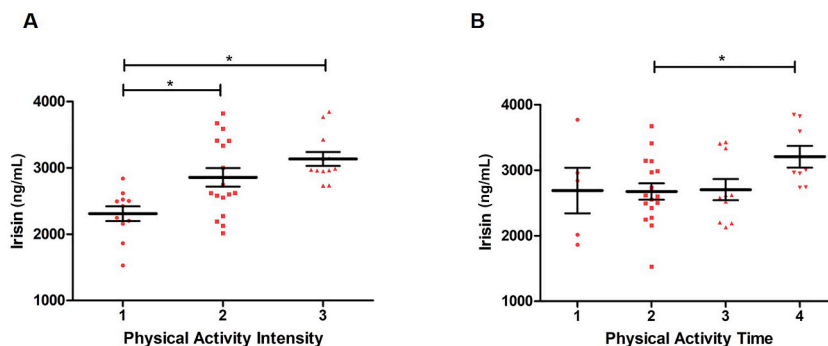 A
*
*
4000
3000
2000
1000
Irisin (ng/mL)
1 2 3
Physical Activity Intensity
B
*
4000
3000
2000
1000
Irisin (ng/mL)
1 2 3 4
Physical Activity Time